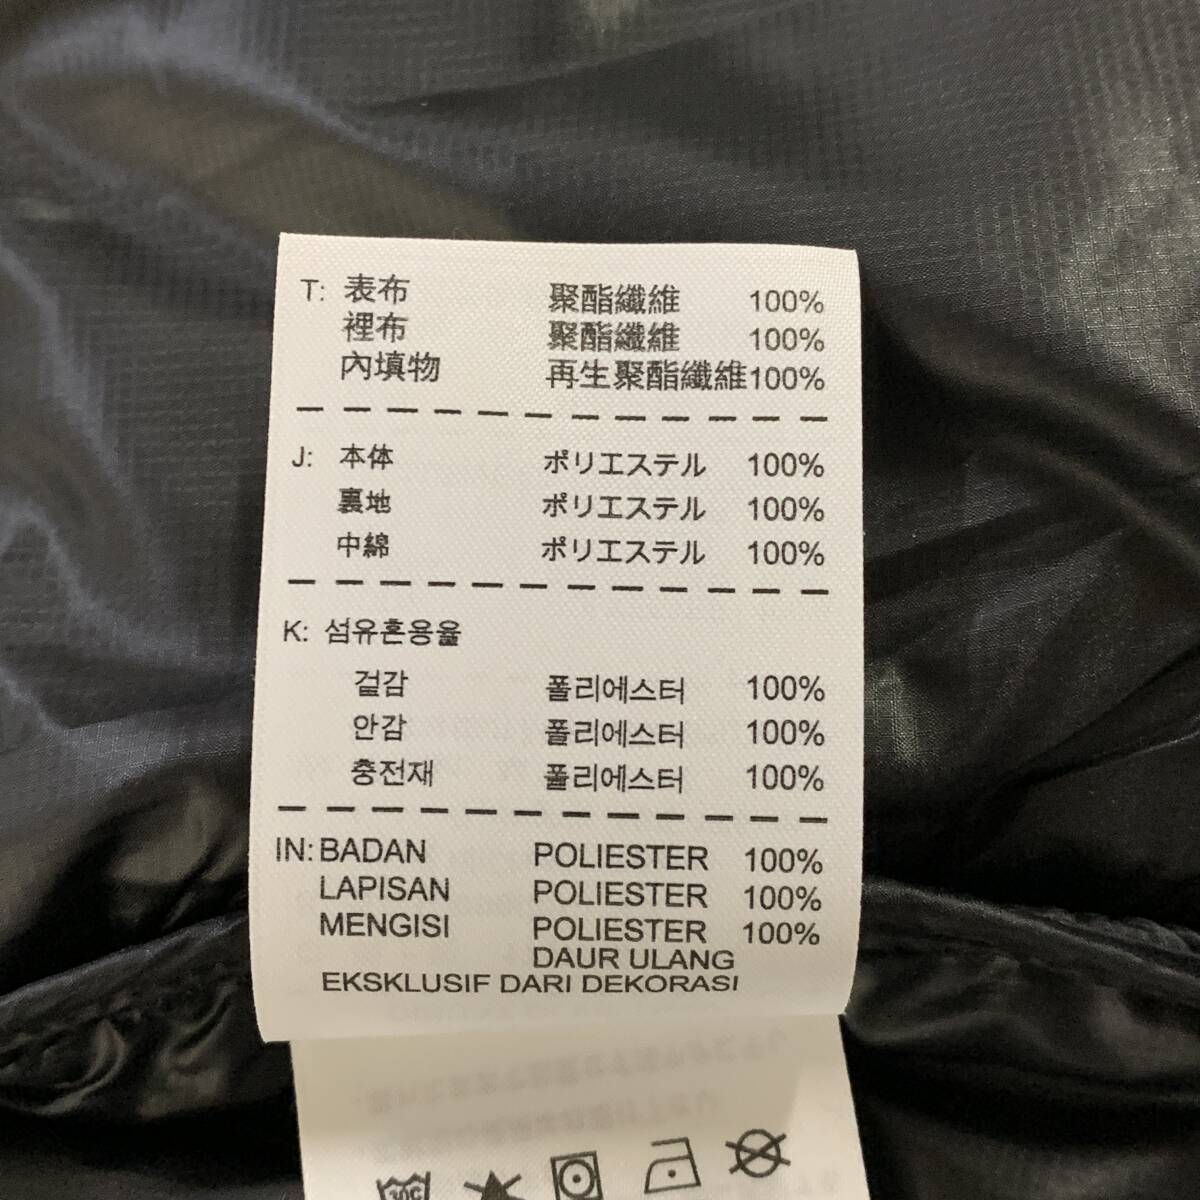 T: 表布 聚酯纖維 100%
裡布 聚酯纖維 100%
內填物 再生聚酯纖維100%
J: 本体 ポリエステル 100%
裏地 ポリエステル 100%
中綿 ポリエステル 100%
K: 섬유혼용율
겉감 폴리에스터 100%
안감 폴리에스터 100%
충전재 폴리에스터 100%
IN: BADAN POLIESTER 100%
LAPISAN POLIESTER 100%
MENGISI POLIESTER 100%
DAUR ULANG
EKSKLUSIF DARI DEKORASI
30C